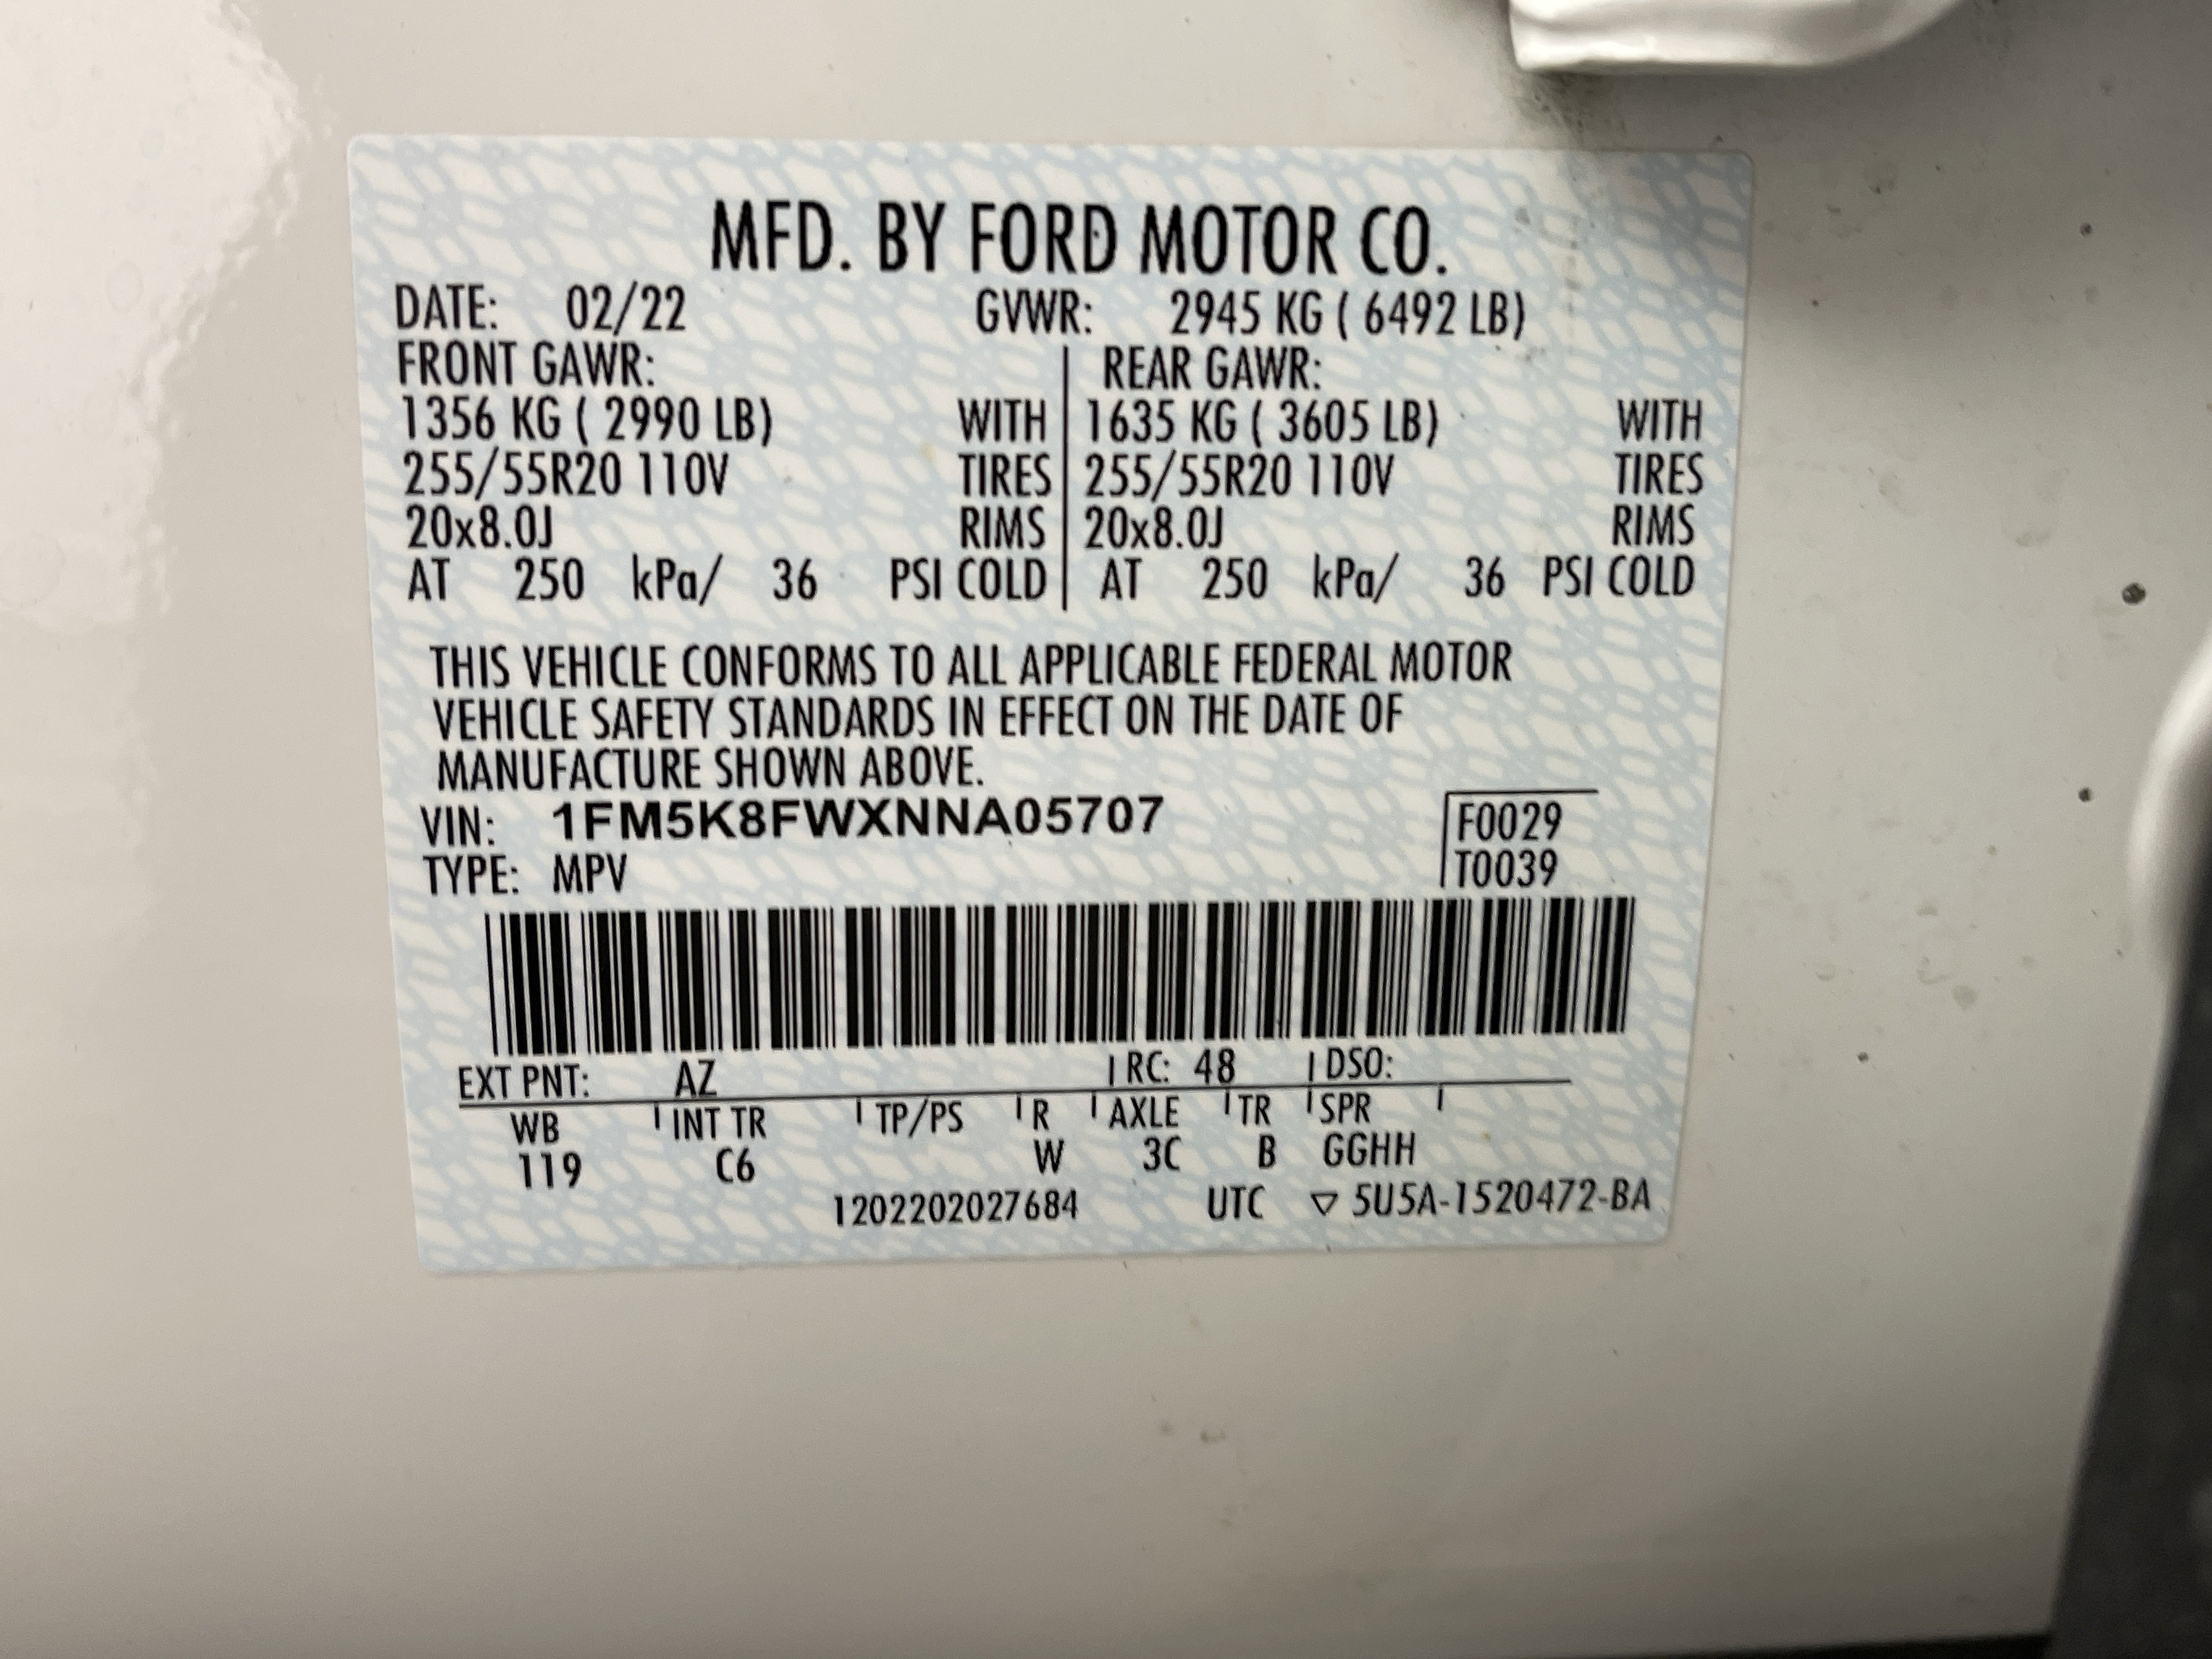 MFD. BY FORD MOTOR CO.
DATE: 02/22 GVWR: 2945 KG ( 6492 LB)
FRONT GAWR: REAR GAWR:
1356 KG ( 2990 LB) WITH 1635 KG ( 3605 LB) WITH
255/55R20 110V TIRES 255/55R20 110V TIRES
20x8.0J RIMS 20x8.0J RIMS
AT 250 kPa/ 36 PSI COLD AT 250 kPa/ 36 PSI COLD
THIS VEHICLE CONFORMS TO ALL APPLICABLE FEDERAL MOTOR
VEHICLE SAFETY STANDARDS IN EFFECT ON THE DATE OF
MANUFACTURE SHOWN ABOVE.
VIN: 1FM5K8FWXNNA05707 F0029
TYPE: MPV T0039
EXT PNT: AZ RC: 48 DSO:
WB INT TR TP/PS R AXLE TR SPR
119 C6 W 3C B GGHH
1202202027684 UTC ▽ 5U5A-1520472-BA